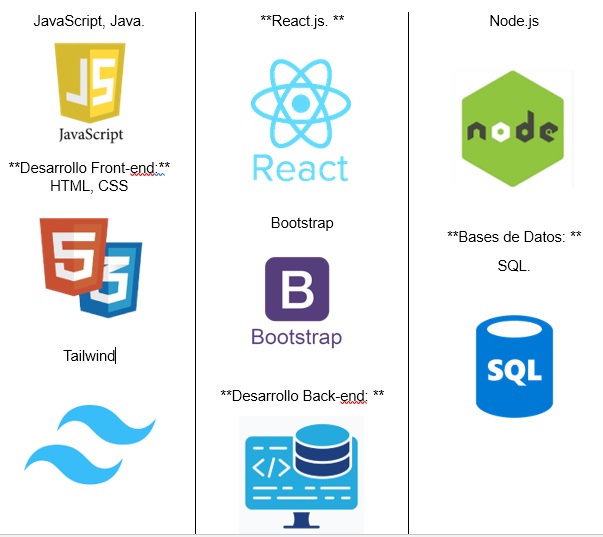 JavaScript, Java.
JS
JavaScript
**Desarrollo Front-end:**
HTML, CSS
5
3
Tailwind
**React.js. **
React
Bootstrap
B
Bootstrap
**Desarrollo Back-end: **
</>
Node.js
node
**Bases de Datos: **
SQL.
SQL